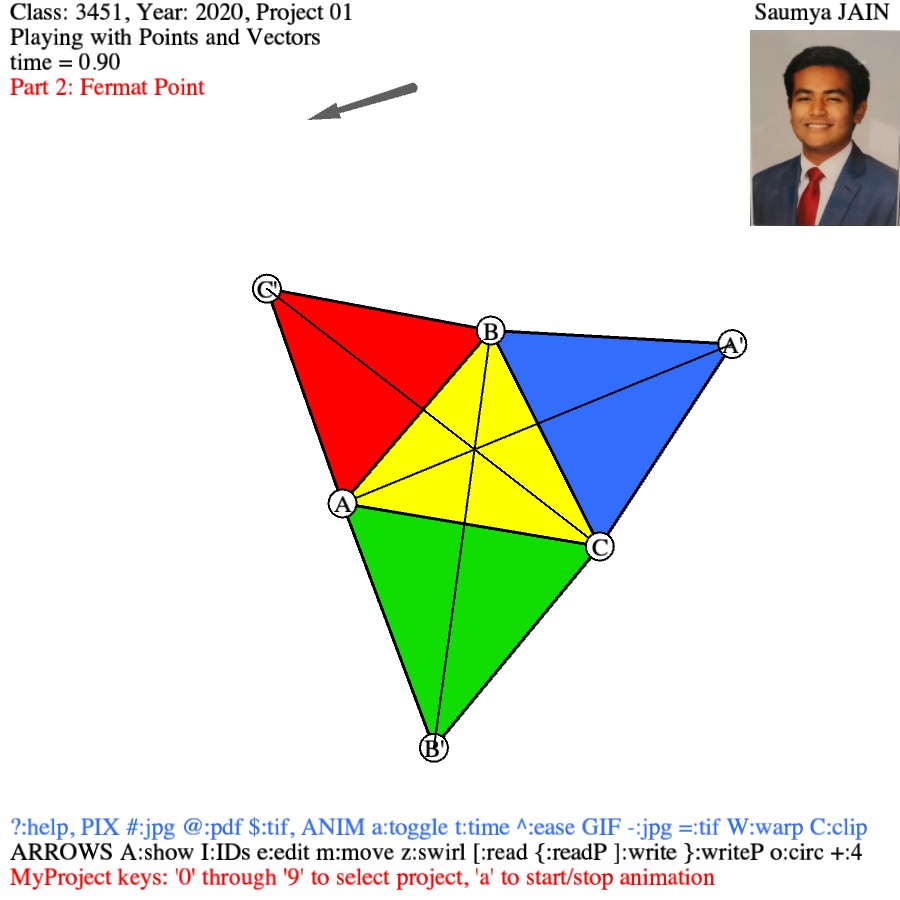 Class: 3451, Year: 2020, Project 01
Saumya JAIN
Playing with Points and Vectors
time = 0.90
Part 2: Fermat Point
C'
B
A'
A
C
B'
?:help, PIX #:jpg @:pdf $:tif, ANIM a:toggle t:time ^:ease GIF -:jpg =:tif W:warp C:clip
ARROWS A:show I:IDs e:edit m:move z:swirl [:read {:readP ]:write }:writeP o:circ +:4
MyProject keys: '0' through '9' to select project, 'a' to start/stop animation